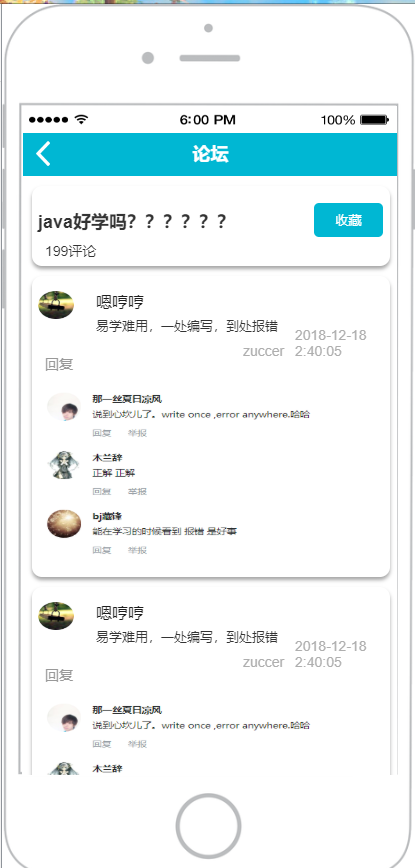 6:00 PM
100%
论坛
java好学吗？？？？？？
收藏
199评论
嗯哼哼
易学难用，一处编写，到处报错
zuccer
2018-12-18
2:40:05
回复
那一丝夏日凉风
说到心坎儿了。write once ,error anywhere.哈哈
回复 举报
木兰辞
正解 正解
回复 举报
能在学习的时候看到 报错 是好事
回复 举报
嗯哼哼
易学难用，一处编写，到处报错
zuccer
2018-12-18
2:40:05
回复
那一丝夏日凉风
说到心坎儿了。write once ,error anywhere.哈哈
回复 举报
木兰辞